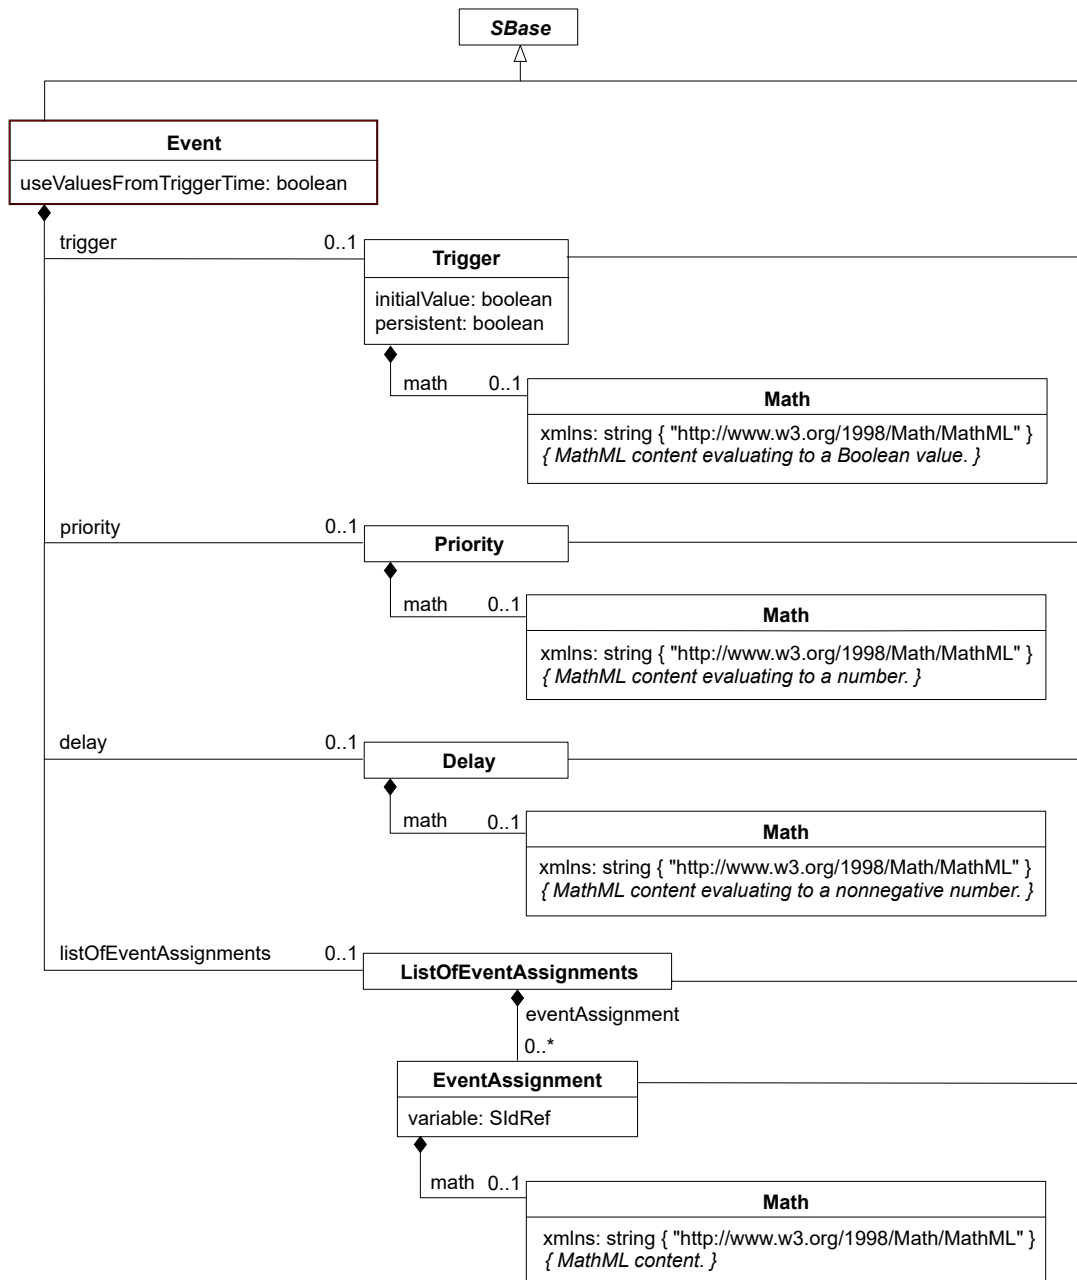 SBase
Event
useValuesFromTriggerTime: boolean
trigger 0..1
Trigger
initialValue: boolean
persistent: boolean
math 0..1
Math
xmlns: string { "http://www.w3.org/1998/Math/MathML" }
{ MathML content evaluating to a Boolean value. }
priority 0..1
Priority
math 0..1
Math
xmlns: string { "http://www.w3.org/1998/Math/MathML" }
{ MathML content evaluating to a number. }
delay 0..1
Delay
math 0..1
Math
xmlns: string { "http://www.w3.org/1998/Math/MathML" }
{ MathML content evaluating to a nonnegative number. }
listOfEventAssignments 0..1
ListOfEventAssignments
eventAssignment
0..*
EventAssignment
variable: SIdRef
math 0..1
Math
xmlns: string { "http://www.w3.org/1998/Math/MathML" }
{ MathML content. }